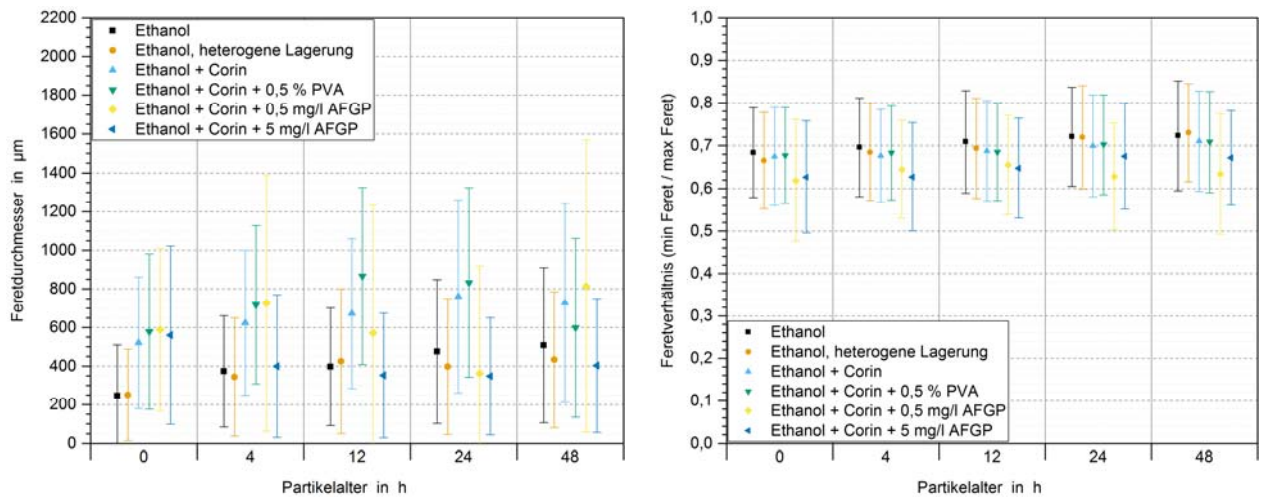 2200
2000
1800
1600
1400
1200
1000
800
600
400
200
0
Feretdurchmesser in µm
Ethanol
Ethanol, heterogene Lagerung
Ethanol + Corin
Ethanol + Corin + 0,5 % PVA
Ethanol + Corin + 0,5 mg/l AFGP
Ethanol + Corin + 5 mg/l AFGP
0 4 12 24 48
Partikelalter in h
1,0
0,9
0,8
0,7
0,6
0,5
0,4
0,3
0,2
0,1
0,0
Feretverhältnis (min Feret / max Feret)
Ethanol
Ethanol, heterogene Lagerung
Ethanol + Corin
Ethanol + Corin + 0,5 % PVA
Ethanol + Corin + 0,5 mg/l AFGP
Ethanol + Corin + 5 mg/l AFGP
0 4 12 24 48
Partikelalter in h